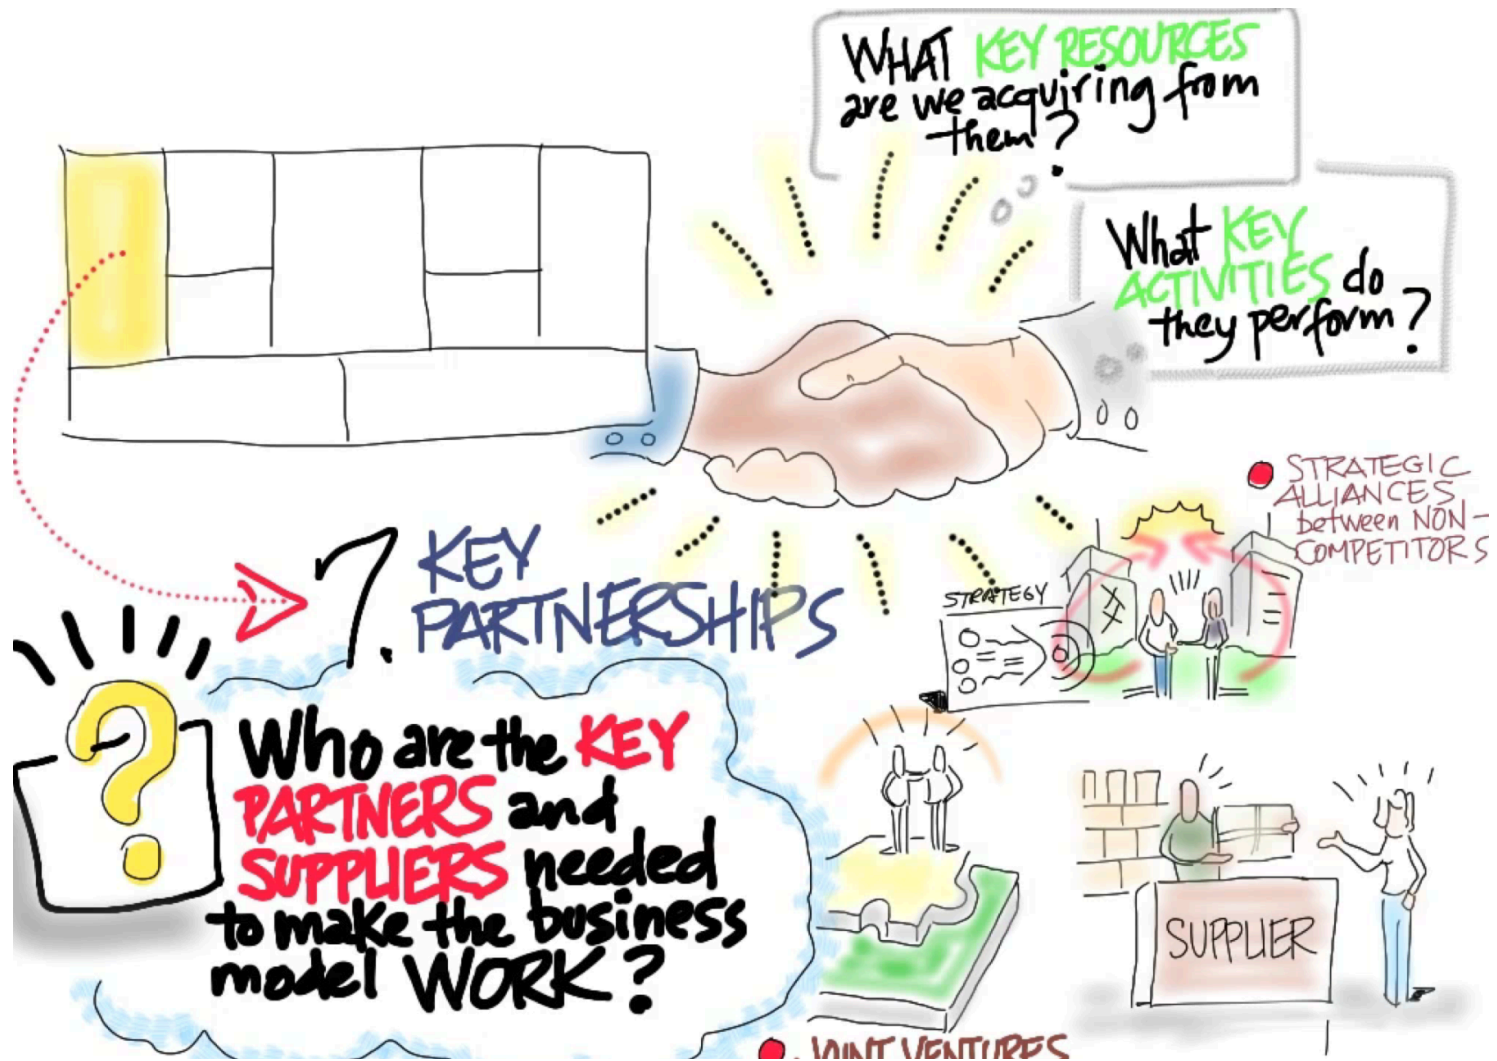 WHAT KEY RESOURCES
are we acquiring from
them?
What KEY
ACTIVITIES do
they perform?
7. KEY
PARTNERSHIPS
Who are the KEY
PARTNERS and
SUPPLIERS needed
to make the business
model WORK?
STRATEGIC
ALLIANCES
between NON-
COMPETITORS
STRATEGY
SUPPLIER
JOINT VENTURES